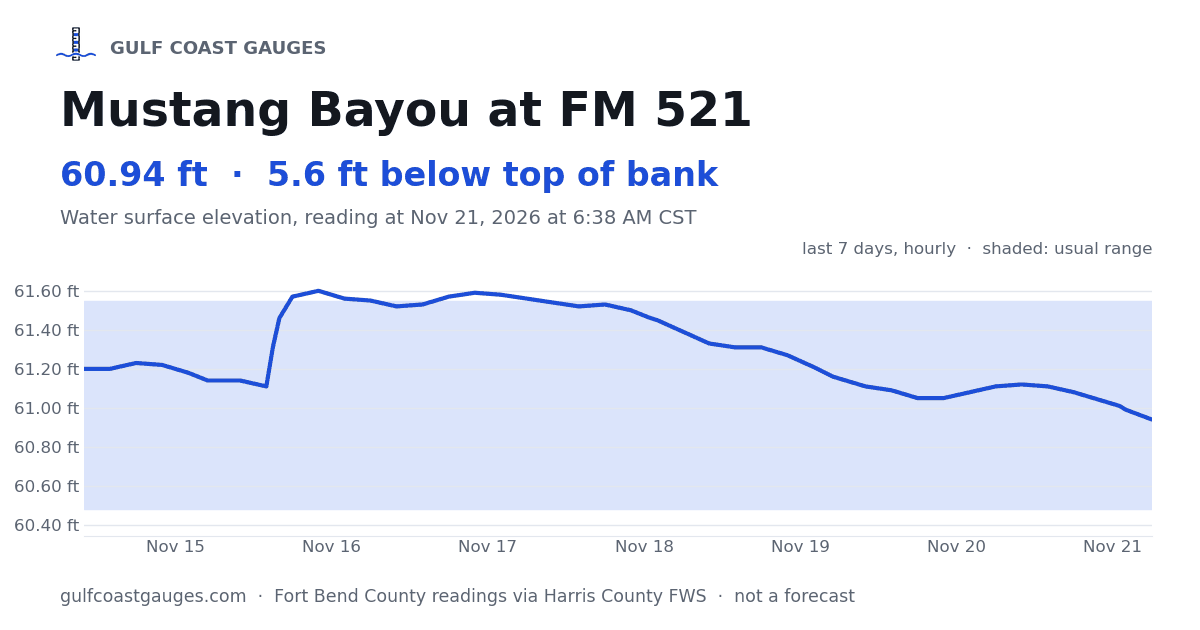 GULF COAST GAUGES
Mustang Bayou at FM 521
60.94 ft · 5.6 ft below top of bank
Water surface elevation, reading at Nov 21, 2026 at 6:38 AM CST
last 7 days, hourly · shaded: usual range
61.60 ft
61.40 ft
61.20 ft
61.00 ft
60.80 ft
60.60 ft
60.40 ft
Nov 15 Nov 16 Nov 17 Nov 18 Nov 19 Nov 20 Nov 21
gulfcoastgauges.com · Fort Bend County readings via Harris County FWS · not a forecast